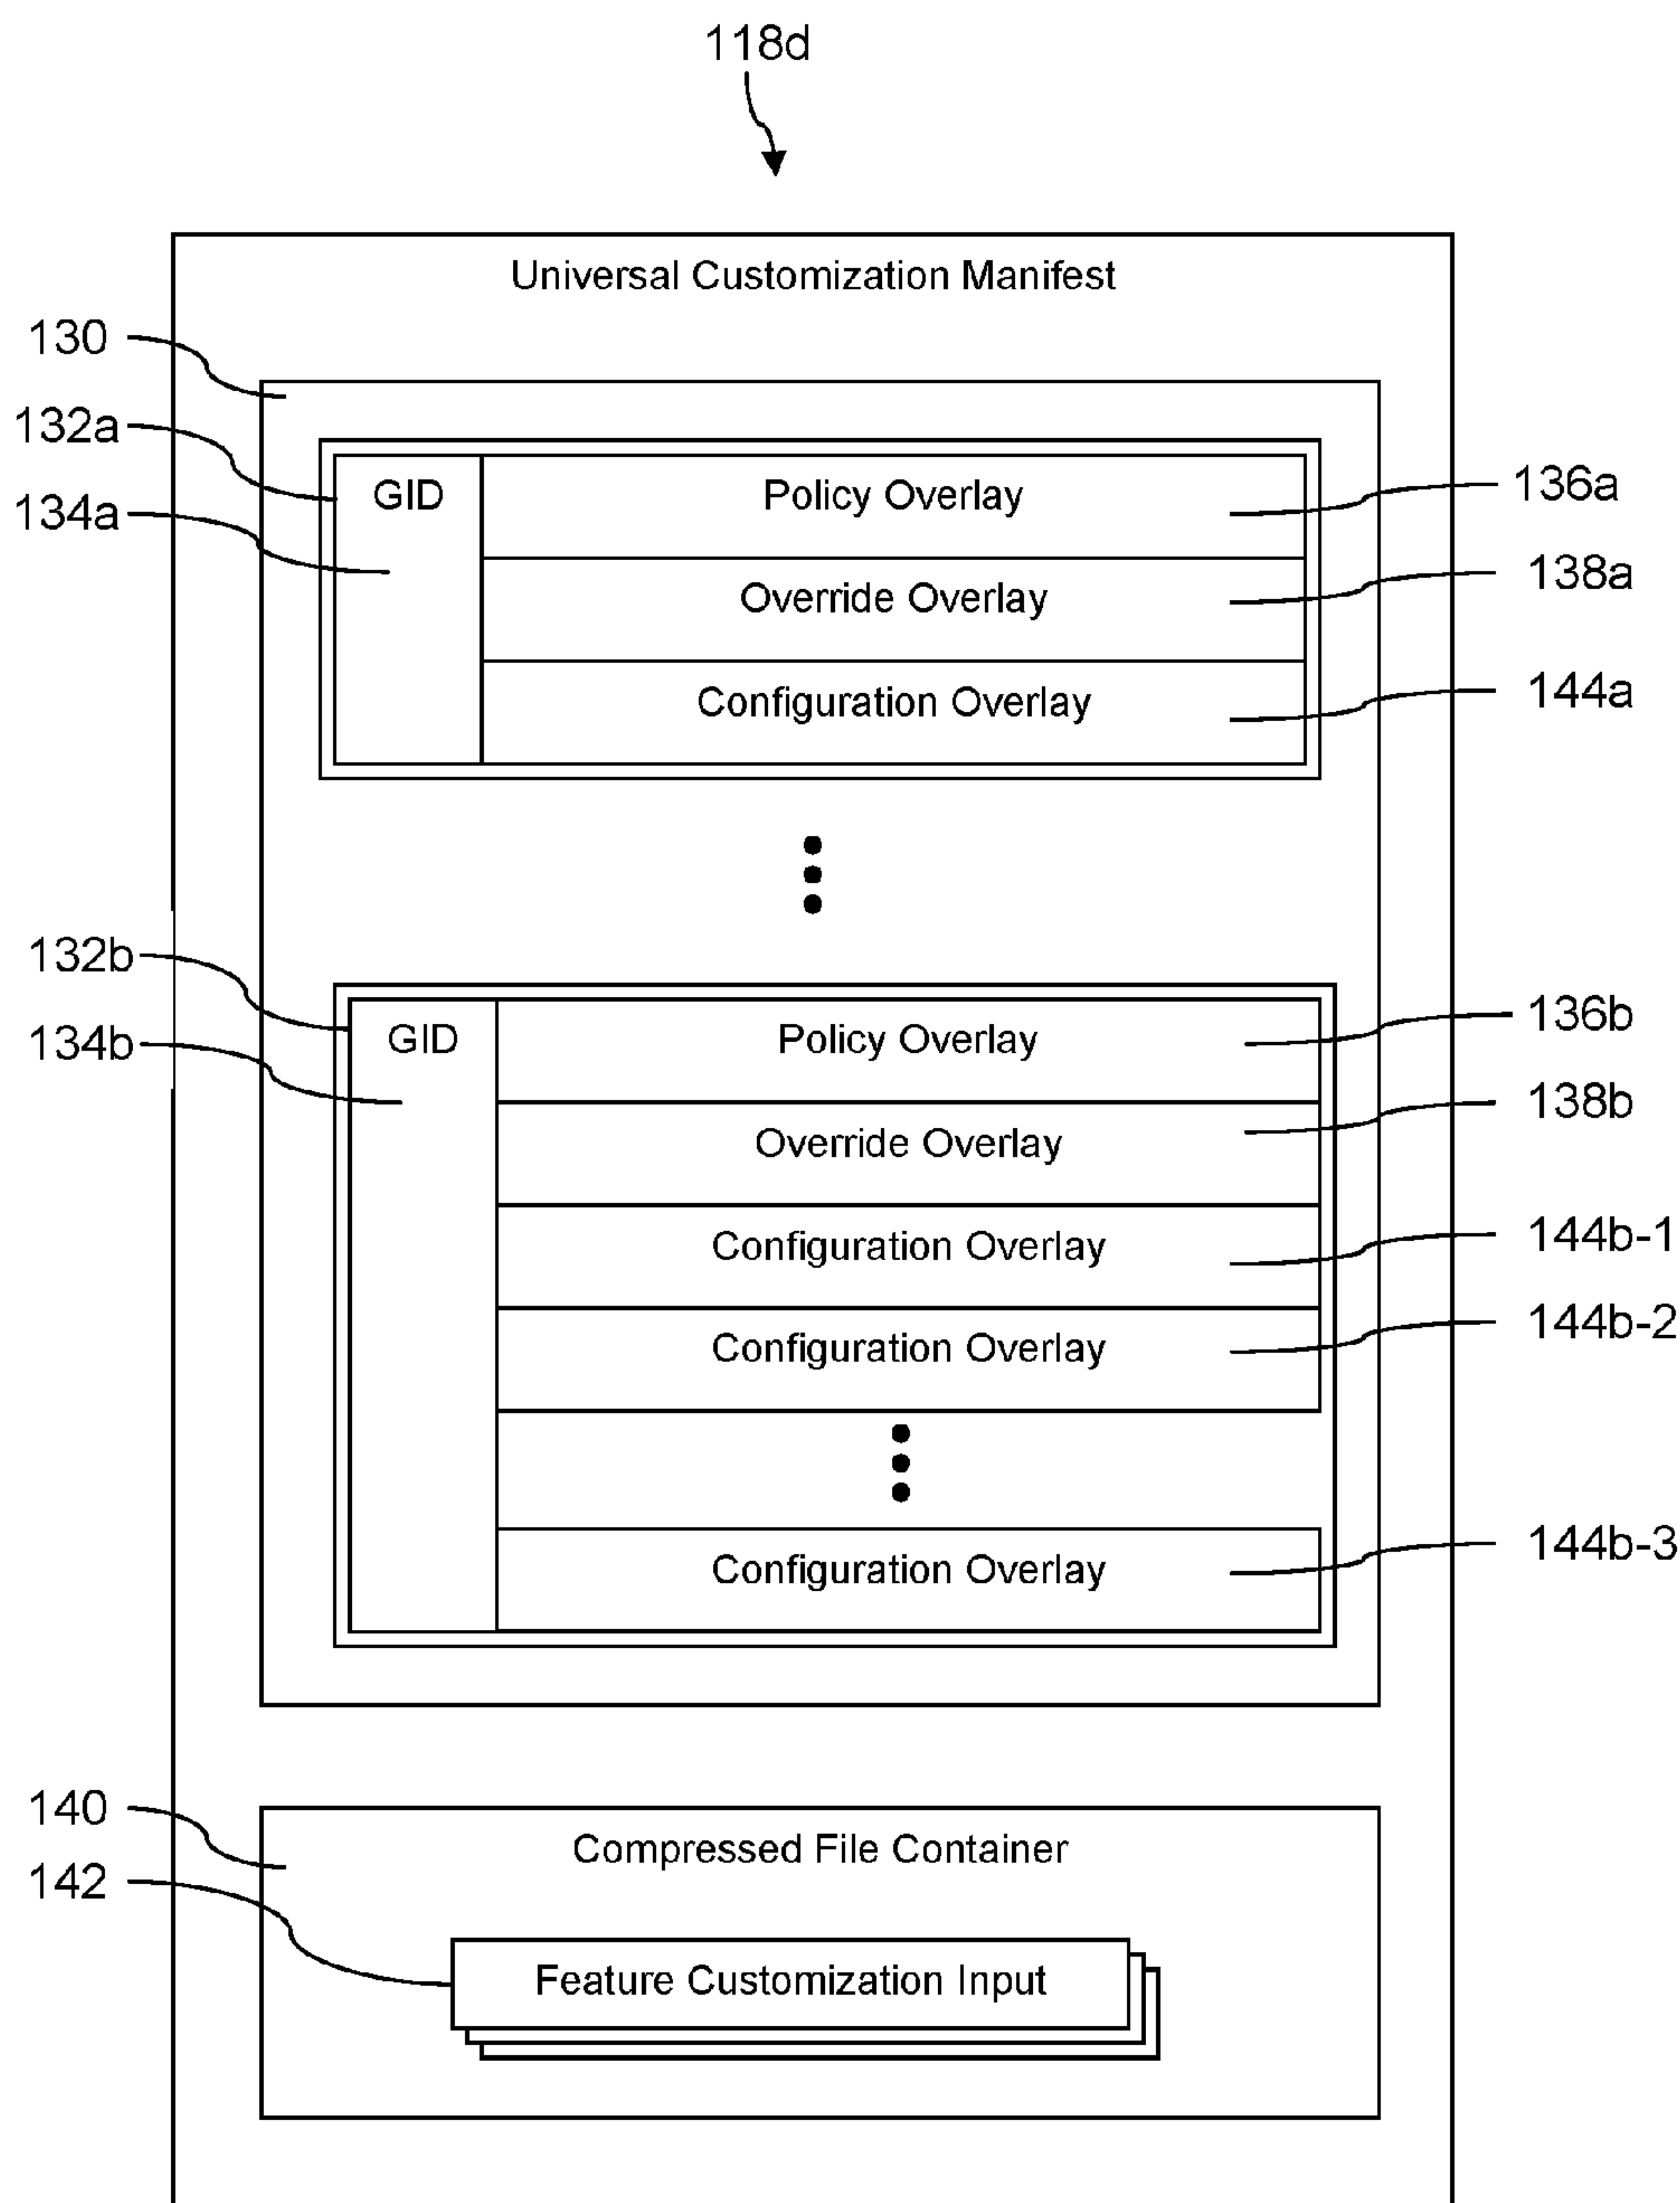 118d
Universal Customization Manifest
130
132a
134a
GID
Policy Overlay
136a
Override Overlay
138a
Configuration Overlay
144a
132b
134b
GID
Policy Overlay
136b
Override Overlay
138b
Configuration Overlay
144b-1
Configuration Overlay
144b-2
Configuration Overlay
144b-3
140
Compressed File Container
142
Feature Customization Input